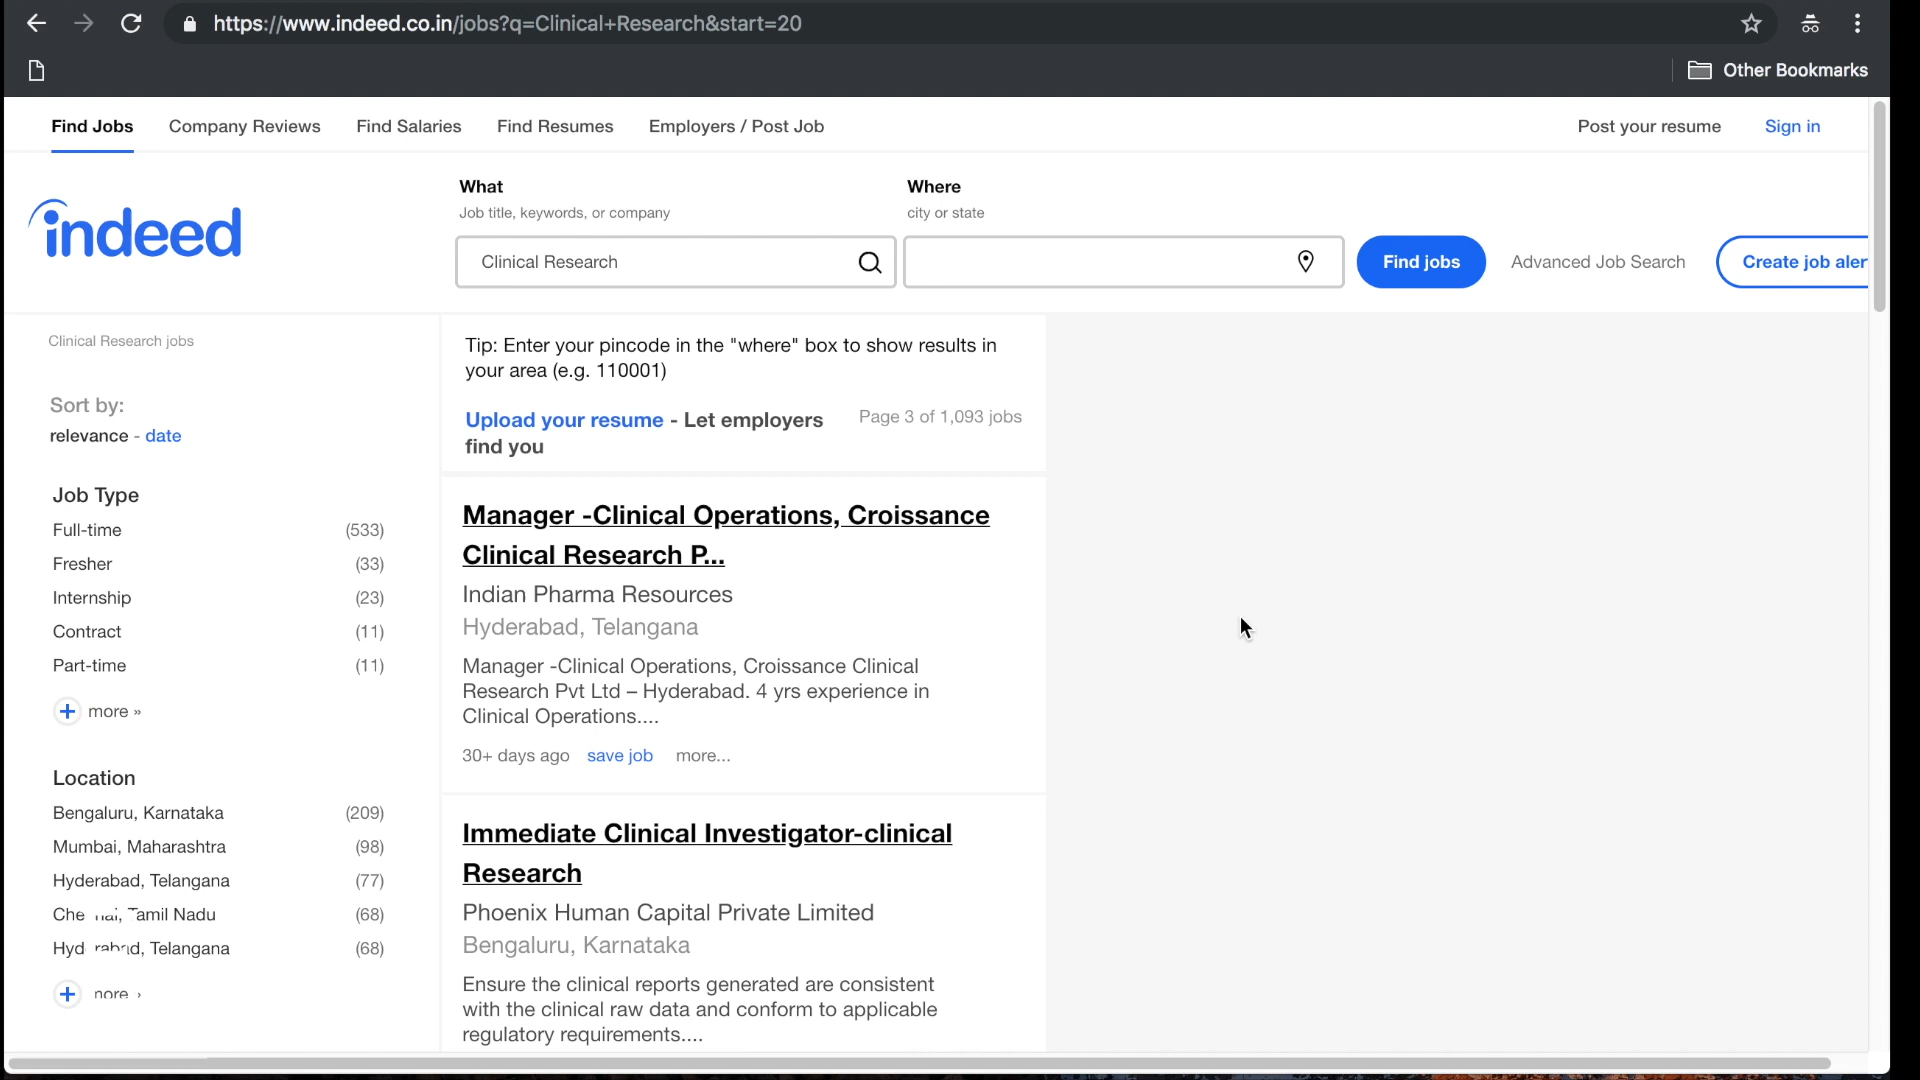 https://www.indeed.co.in/jobs?q=Clinical+Research&start=20
Other Bookmarks
Find Jobs Company Reviews Find Salaries Find Resumes Employers / Post Job Post your resume Sign in
indeed
What
Job title, keywords, or company
Clinical Research
Where
city or state
Find jobs
Advanced Job Search
Create job aler
Clinical Research jobs
Sort by:
relevance - date
Job Type
Full-time (533)
Fresher (33)
Internship (23)
Contract (11)
Part-time (11)
more »
Location
Bengaluru, Karnataka (209)
Mumbai, Maharashtra (98)
Hyderabad, Telangana (77)
Tamil Nadu (68)
Telangana (68)
Tip: Enter your pincode in the "where" box to show results in
your area (e.g. 110001)
Upload your resume - Let employers
find you
Page 3 of 1,093 jobs
Manager -Clinical Operations, Croissance
Clinical Research P...
Indian Pharma Resources
Hyderabad, Telangana
Manager -Clinical Operations, Croissance Clinical
Research Pvt Ltd – Hyderabad. 4 yrs experience in
Clinical Operations....
30+ days ago save job more...
Immediate Clinical Investigator-clinical
Research
Phoenix Human Capital Private Limited
Bengaluru, Karnataka
Ensure the clinical reports generated are consistent
with the clinical raw data and conform to applicable
regulatory requirements....